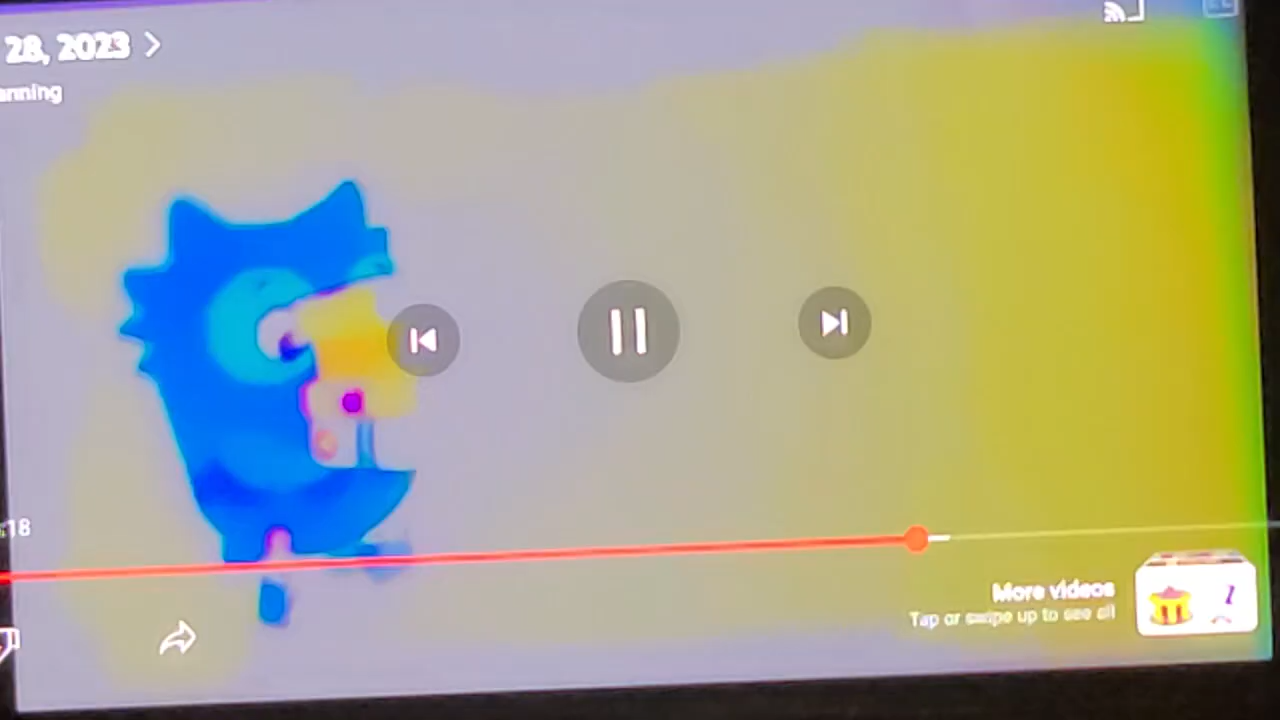 28, 2023
anning
:18
More videos
Tap or swipe up to see all